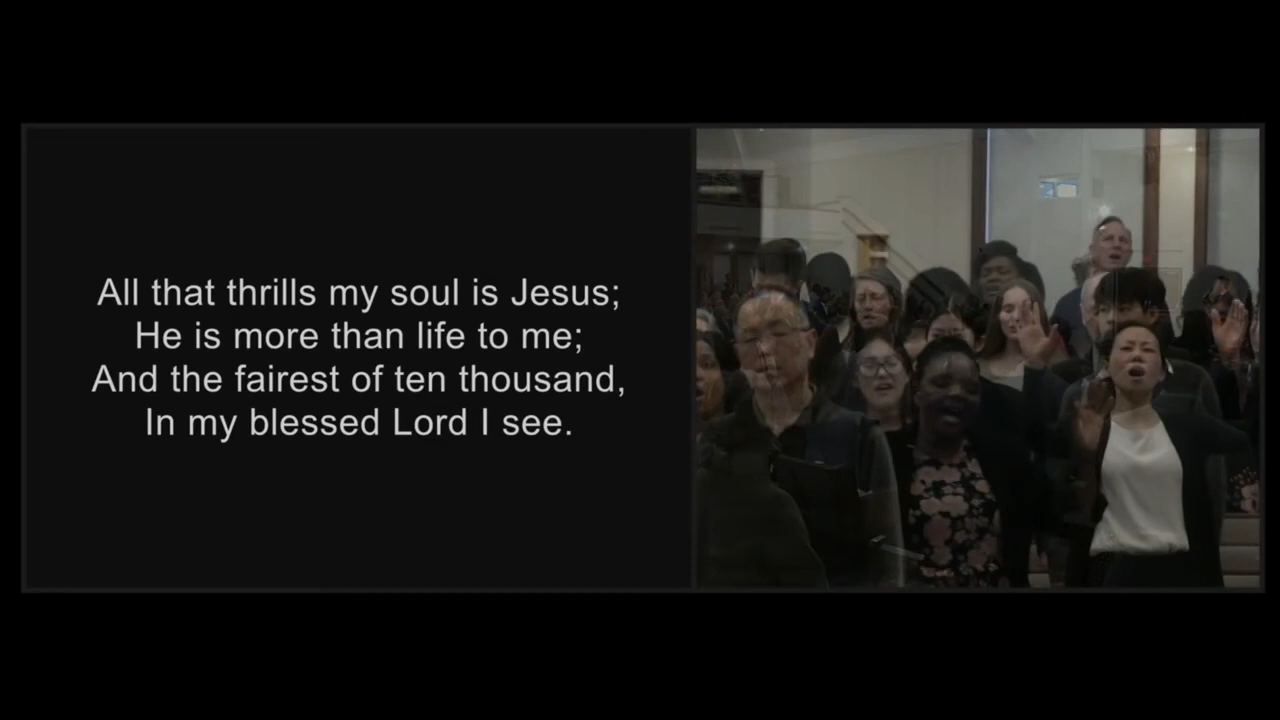 All that thrills my soul is Jesus;
He is more than life to me;
And the fairest of ten thousand,
In my blessed Lord I see.